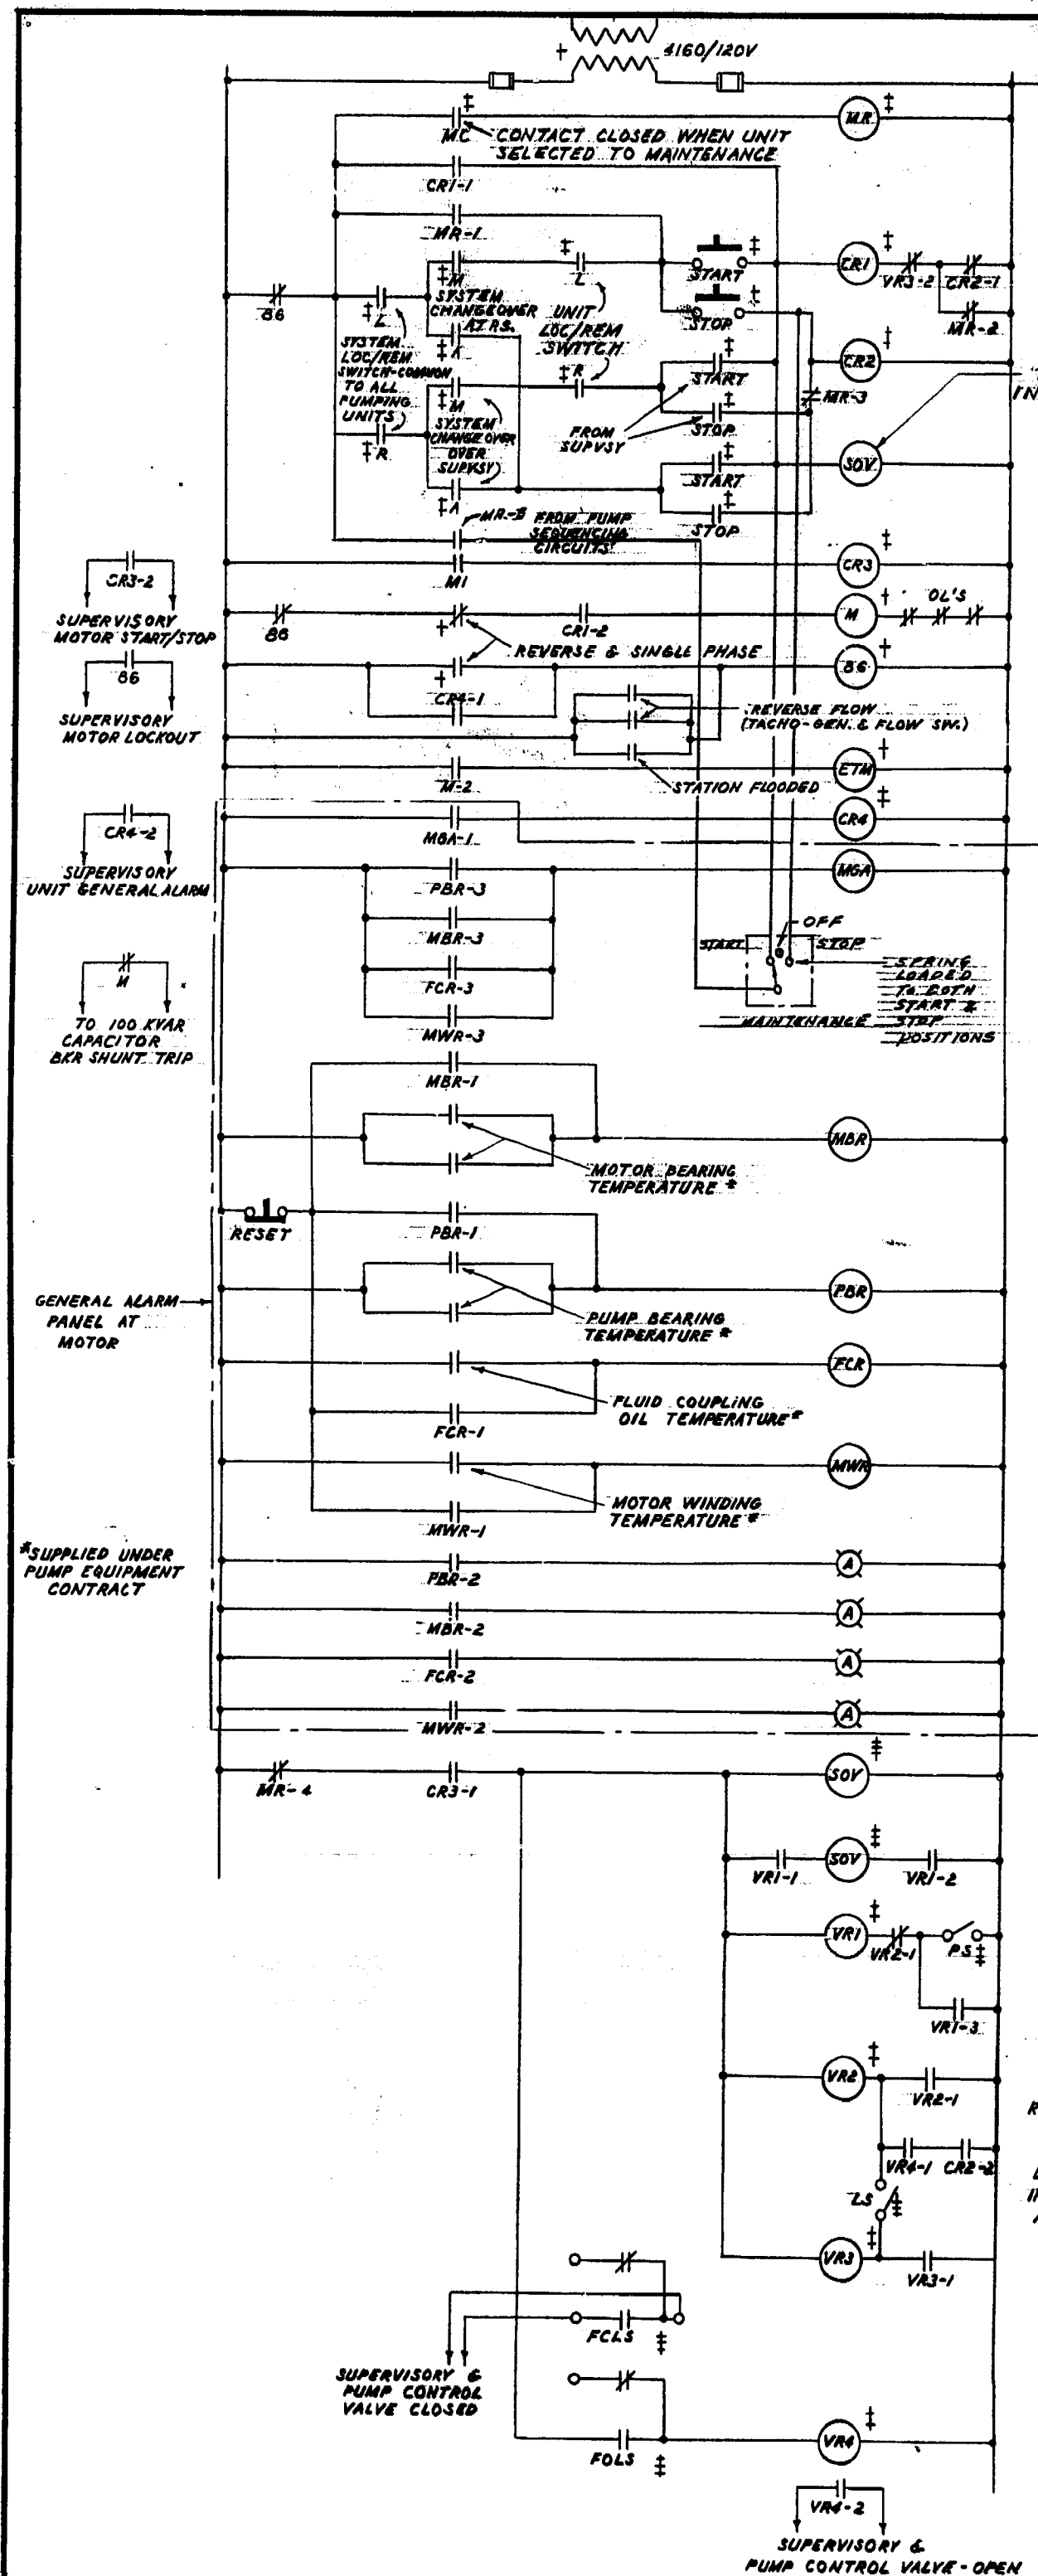 4160/120V
MR
MC
CONTACT CLOSED WHEN UNIT
SELECTED TO MAINTENANCE
CR1-1
MR-1
START
CR1
VR3-2
CR2-1
MR-2
M
SYSTEM
CHANGEOVER
AT RS.
L
UNIT
LOC/REM
SWITCH
STOP
86
L
SYSTEM
LOC/REM
SWITCH-COMMON
TO ALL
PUMPING
UNITS
A
R
START
CR2
M
SYSTEM
CHANGE OVER
OVER
SUPVSY)
MR-3
STOP
FROM
SUPVSY
R
START
SOV
A
STOP
MR-5
FROM PUMP
SEQUENCING
CIRCUITS
M1
CR3
CR3-2
SUPERVISORY
MOTOR START/STOP
86
CR1-2
M
OL'S
REVERSE & SINGLE PHASE
86
86
SUPERVISORY
MOTOR LOCKOUT
CR4-1
REVERSE FLOW
(TACHO-GEN. & FLOW SW.)
STATION FLOODED
M-2
ETM
CR4-2
SUPERVISORY
UNIT GENERAL ALARM
MGA-1
CR4
PBR-3
MGA
MBR-3
FCR-3
MWR-3
OFF
START
STOP
MAINTENANCE
SPRING
LOADED
TO BOTH
START &
STOP
POSITIONS
M
TO 100 KVAR
CAPACITOR
BKR SHUNT TRIP
MBR-1
MBR
MOTOR BEARING
TEMPERATURE *
RESET
PBR-1
PBR
PUMP BEARING
TEMPERATURE *
GENERAL ALARM
PANEL AT
MOTOR
FCR
FLUID COUPLING
OIL TEMPERATURE *
FCR-1
MWR
MOTOR WINDING
TEMPERATURE *
MWR-1
*SUPPLIED UNDER
PUMP EQUIPMENT
CONTRACT
PBR-2
A
MBR-2
A
FCR-2
A
MWR-2
A
MR-4
CR3-1
SOV
VR1-1
SOV
VR1-2
VR1
VR2-1
PS
VR1-3
VR2
VR2-1
VR4-1
CR2-2
LS
VR3
VR3-1
FCLS
SUPERVISORY &
PUMP CONTROL
VALVE CLOSED
FOLS
VR4
VR4-2
SUPERVISORY &
PUMP CONTROL VALVE - OPEN